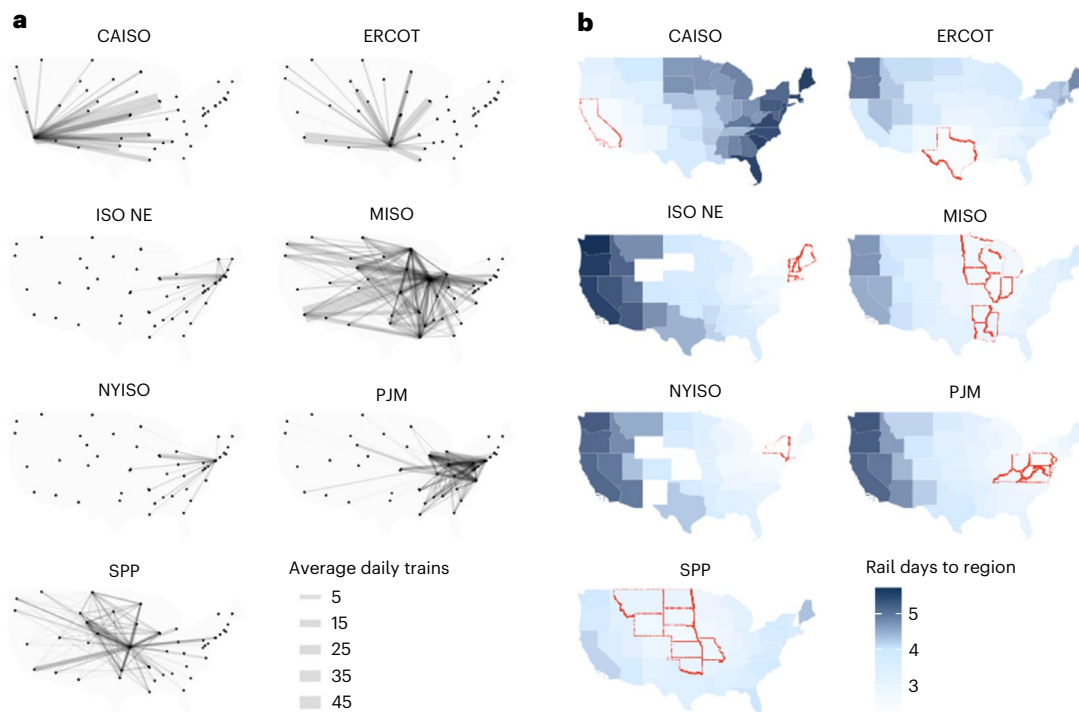 a
CAISO
ERCOT
ISO NE
MISO
NYISO
PJM
SPP
Average daily trains
5
15
25
35
45
b
CAISO
ERCOT
ISO NE
MISO
NYISO
PJM
SPP
Rail days to region
5
4
3